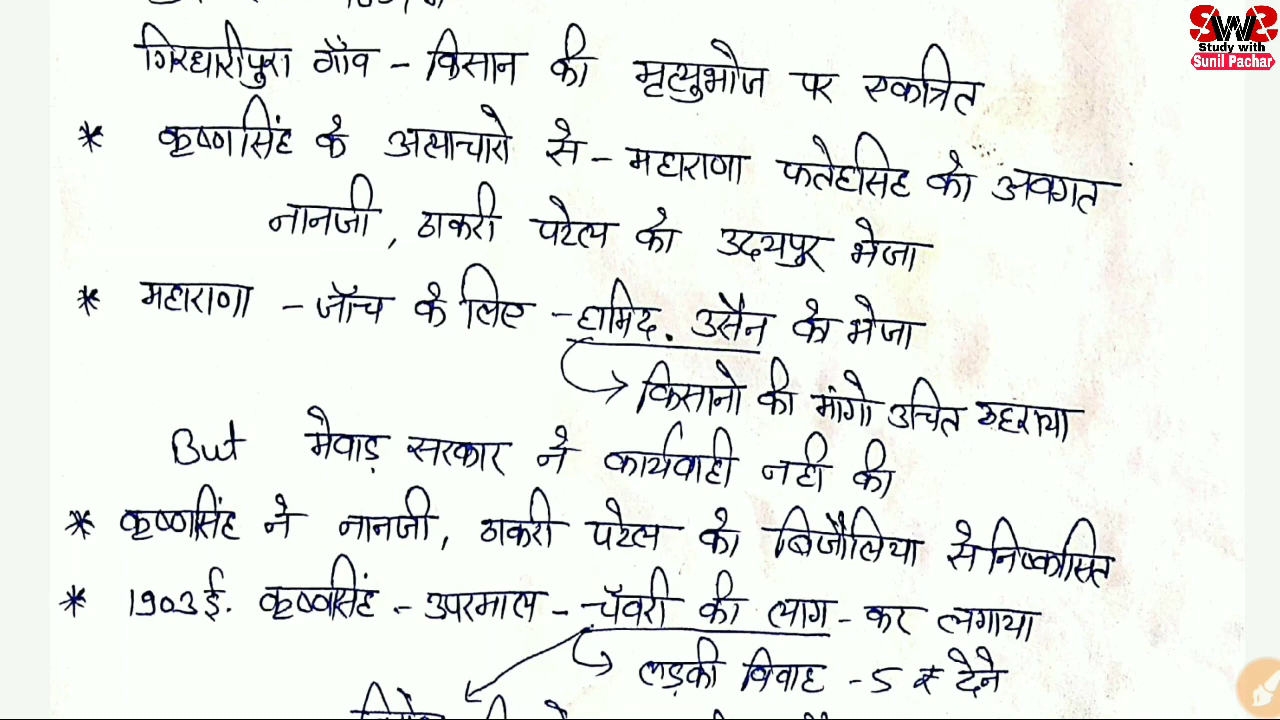 गिरधारीपुरा गाँव - किसान की मृत्युभोज पर एकत्रित
* कृष्णसिंह के अत्याचारो से - महाराणा फतेहसिंह को अवगत
नानजी, ठाकरी पटेल को उदयपुर भेजा
* महाराणा - जाँच के लिए - हामिद. उसैन को भेजा
किसानो की मांगो उचित ठहराया
But मेवाड़ सरकार ने कार्यवाही नही की
* कृष्णसिंह ने नानजी, ठाकरी पटेल को बिजौलिया से निष्कासित
* 1903 ई. कृष्णसिंह - उपरमाल - चँवरी की लाग - कर लगाया
लड़की विवाह - 5 ₹ देने
SWS
Study with
Sunil Pachar